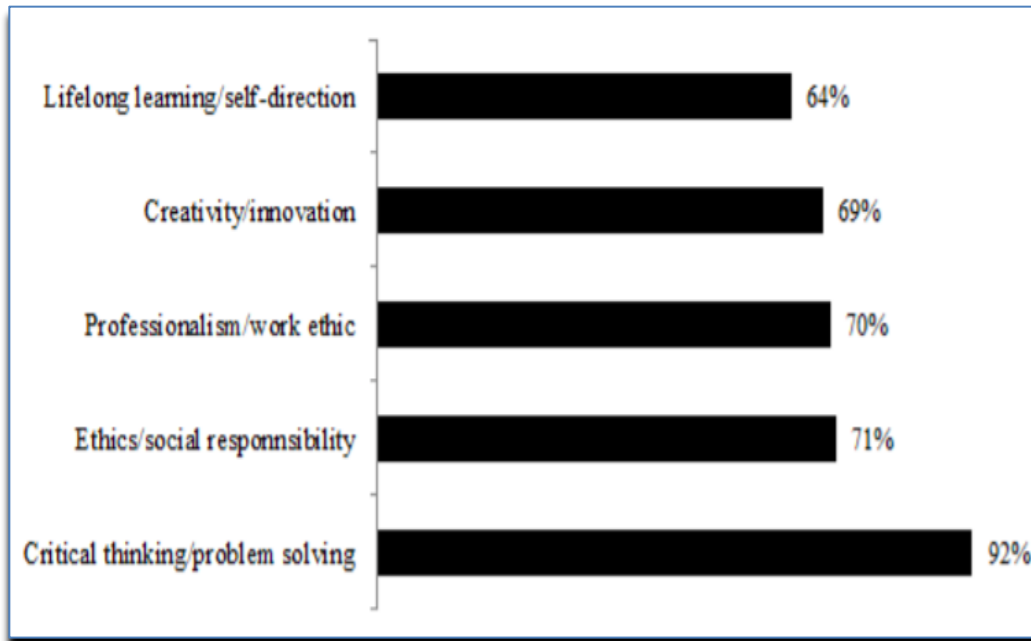 Lifelong learning/self-direction 64%
Creativity/innovation 69%
Professionalism/work ethic 70%
Ethics/social responnsibility 71%
Critical thinking/problem solving 92%